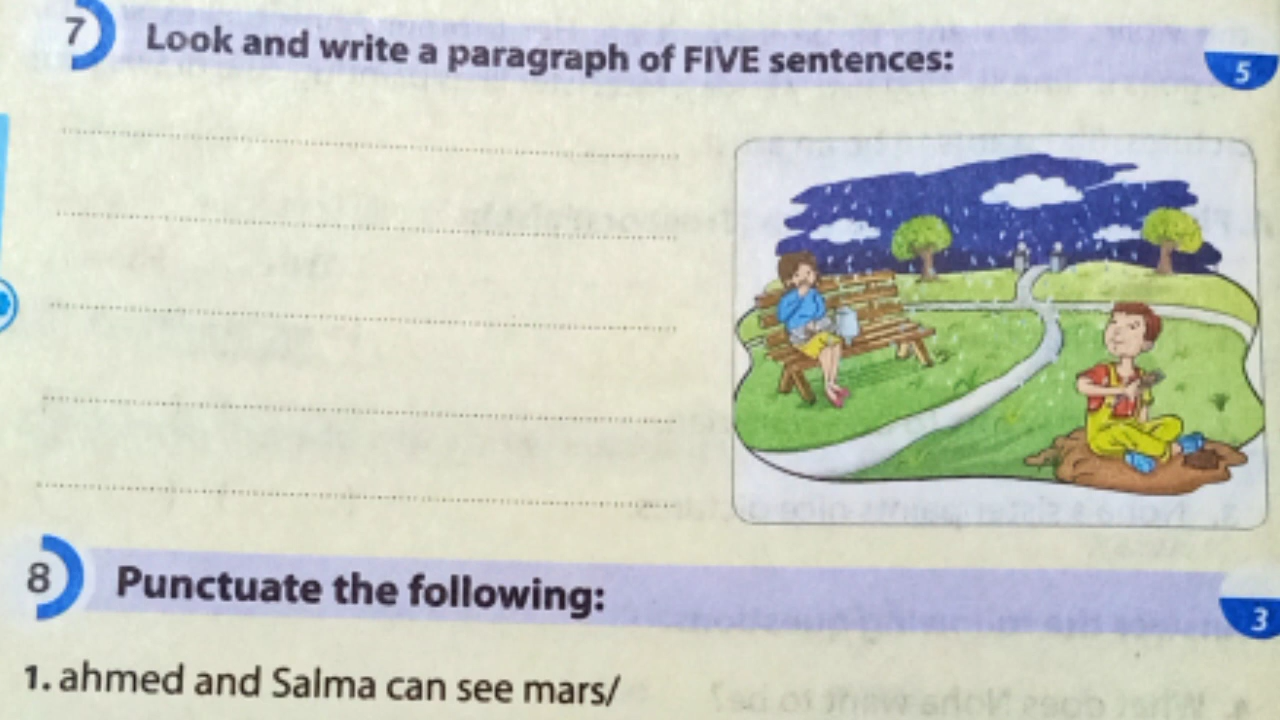 7 Look and write a paragraph of FIVE sentences: 5
8 Punctuate the following: 3
1. ahmed and Salma can see mars/